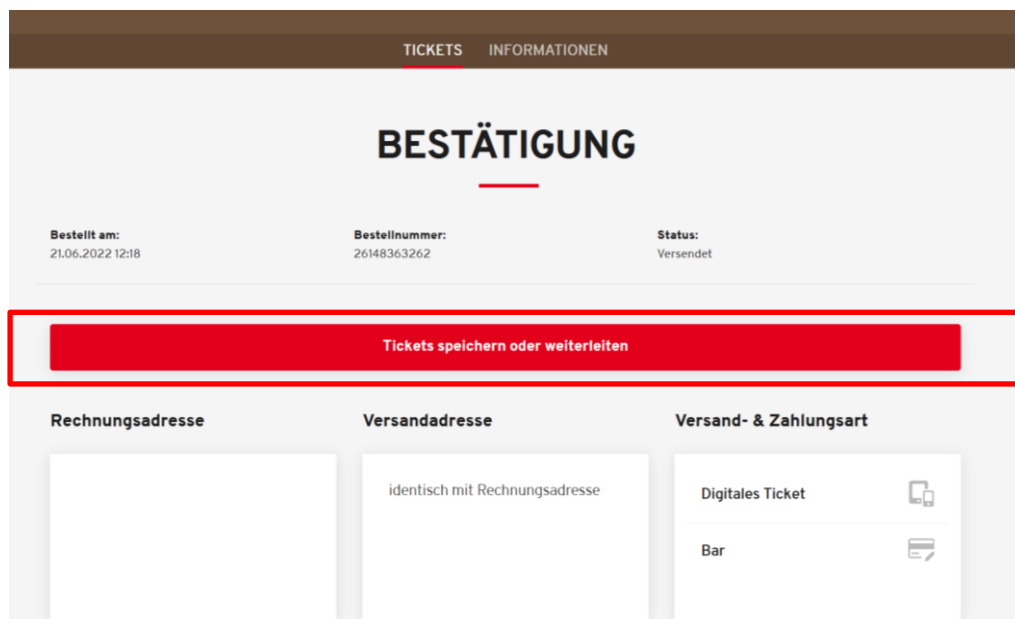 TICKETS INFORMATIONEN
BESTÄTIGUNG
Bestellt am: Bestellnummer: Status:
21.06.2022 12:18 26148363262 Versendet
Tickets speichern oder weiterleiten
Rechnungsadresse Versandadresse Versand- & Zahlungsart
identisch mit Rechnungsadresse Digitales Ticket
Bar